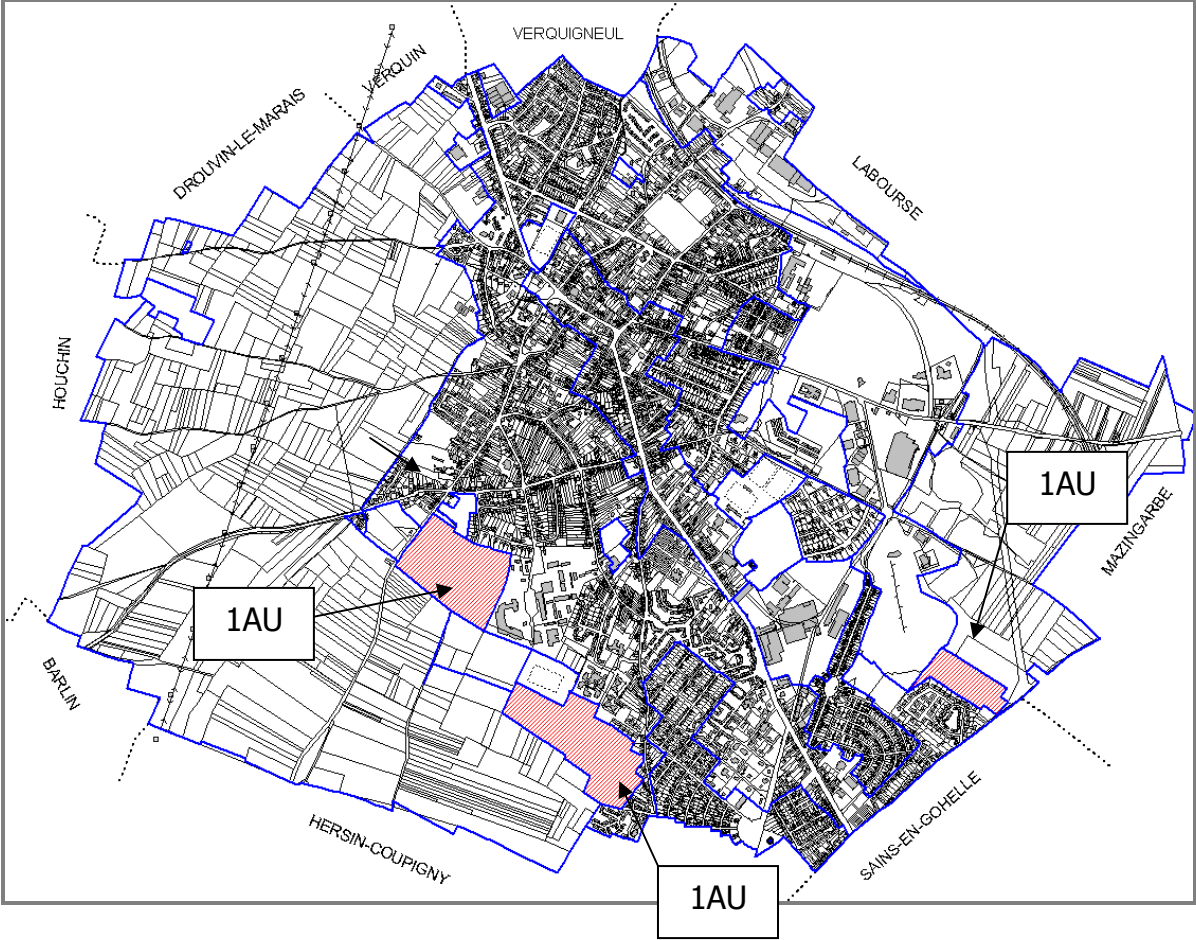 VERQUIGNEUL
VERQUIN
DROUVIN-LE-MARAIS
LABOURSE
HOUCHIN
1AU
MAZINGARBE
1AU
BARLIN
HERSIN-COUPIGNY
SAINS-EN-GOHELLE
1AU